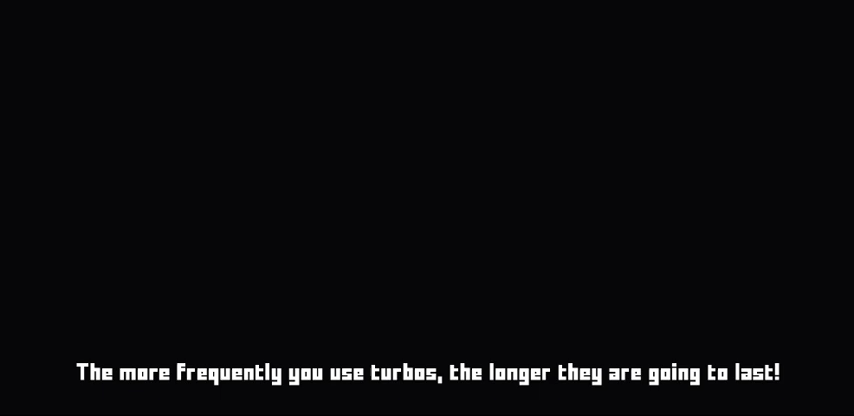 The more frequently you use turbos, the longer they are going to last!